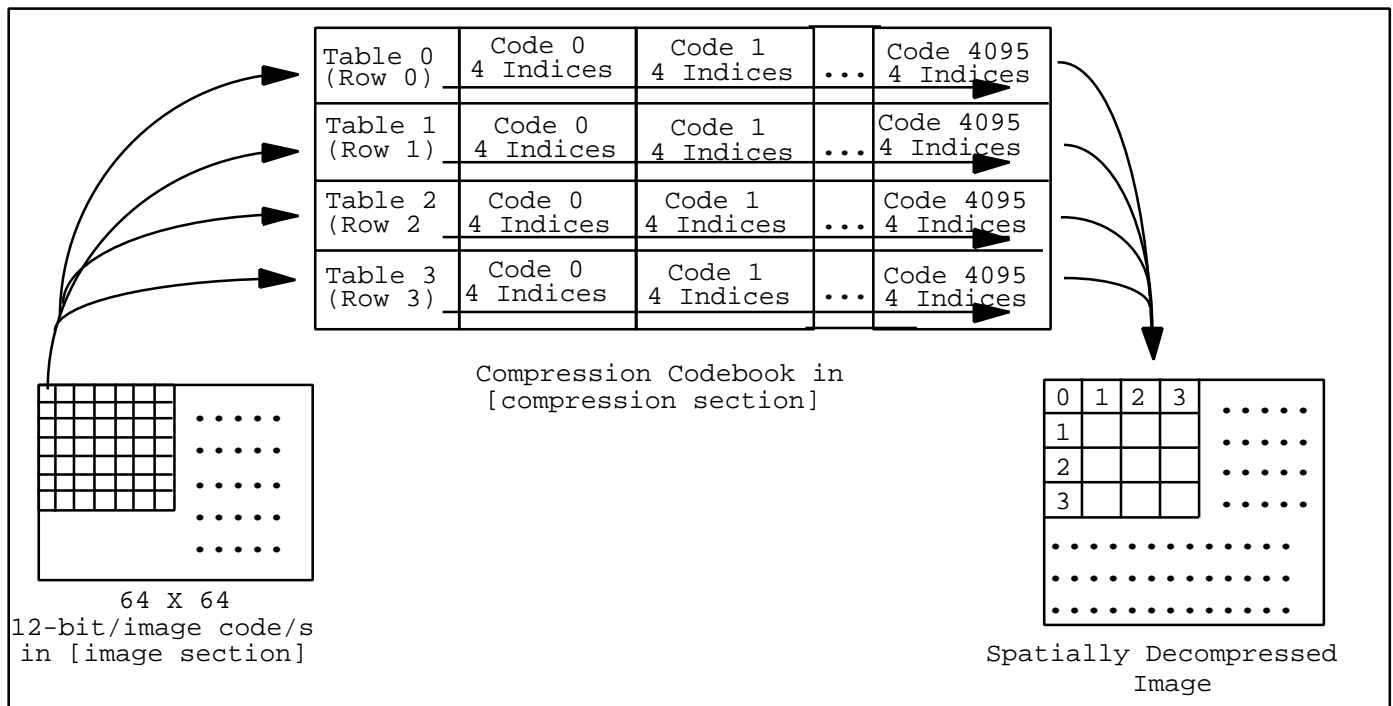 Table 0 Code 0 Code 1 Code 4095
(Row 0) 4 Indices 4 Indices ... 4 Indices
Table 1 Code 0 Code 1 Code 4095
(Row 1) 4 Indices 4 Indices ... 4 Indices
Table 2 Code 0 Code 1 Code 4095
(Row 2 4 Indices 4 Indices ... 4 Indices
Table 3 Code 0 Code 1 Code 4095
(Row 3) 4 Indices 4 Indices ... 4 Indices
Compression Codebook in
[compression section]
64 X 64
12-bit/image code/s
in [image section]
0 1 2 3
1
2
3
Spatially Decompressed
Image